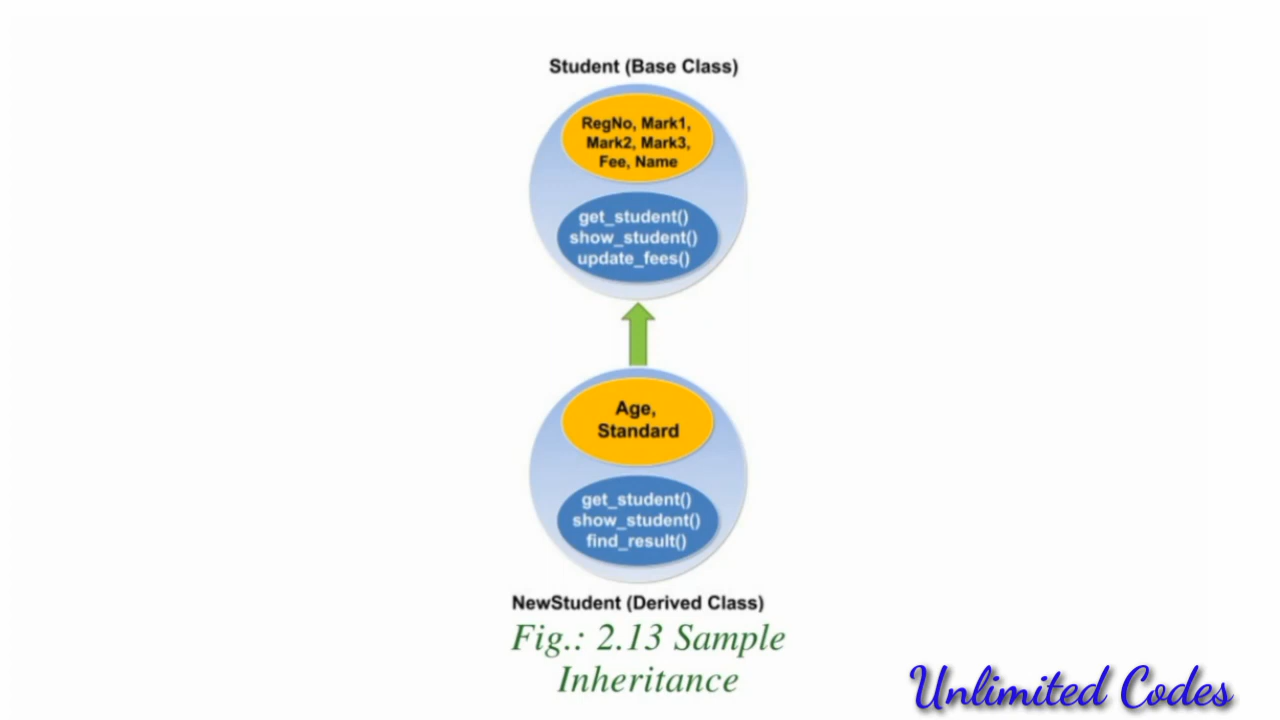 Student (Base Class)
RegNo, Mark1,
Mark2, Mark3,
Fee, Name
get_student()
show_student()
update_fees()
Age,
Standard
get_student()
show_student()
find_result()
NewStudent (Derived Class)
Fig.: 2.13 Sample
Inheritance
Unlimited Codes